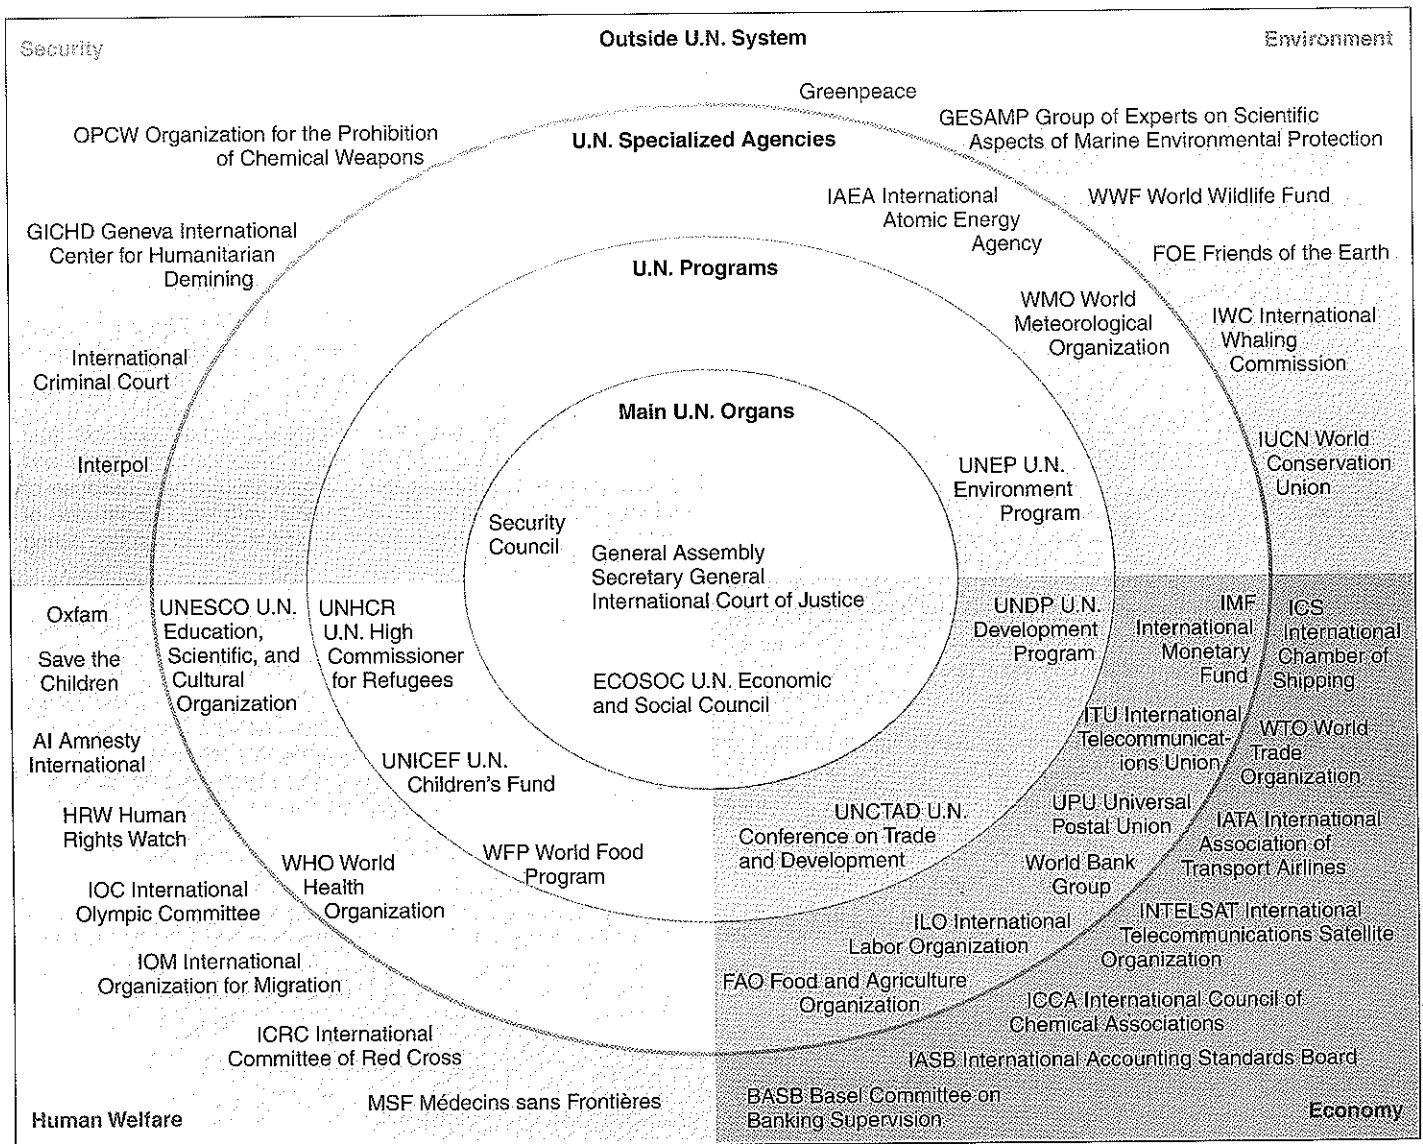 Security
Outside U.N. System
Environment
Greenpeace
OPCW Organization for the Prohibition
of Chemical Weapons
U.N. Specialized Agencies
GESAMP Group of Experts on Scientific
Aspects of Marine Environmental Protection
IAEA International
Atomic Energy
Agency
WWF World Wildlife Fund
GICHD Geneva International
Center for Humanitarian
Demining
U.N. Programs
FOE Friends of the Earth
WMO World
Meteorological
Organization
IWC International
Whaling
Commission
International
Criminal Court
Main U.N. Organs
Interpol
UNEP U.N.
Environment
Program
IUCN World
Conservation
Union
Security
Council
General Assembly
Secretary General
International Court of Justice
ECOSOC U.N. Economic
and Social Council
Oxfam
Save the
Children
UNESCO U.N.
Education,
Scientific, and
Cultural
Organization
UNHCR
U.N. High
Commissioner
for Refugees
UNDP U.N.
Development
Program
IMF
International
Monetary
Fund
ICS
International
Chamber of
Shipping
AI Amnesty
International
UNICEF U.N.
Children's Fund
ITU International
Telecommunicat-
ions Union
WTO World
Trade
Organization
HRW Human
Rights Watch
WHO World
Health
Organization
WFP World Food
Program
UNCTAD U.N.
Conference on Trade
and Development
UPU Universal
Postal Union
World Bank
Group
IATA International
Association of
Transport Airlines
IOC International
Olympic Committee
ILO International
Labor Organization
INTELSAT International
Telecommunications Satellite
Organization
IOM International
Organization for Migration
FAO Food and Agriculture
Organization
ICCA International Council of
Chemical Associations
ICRC International
Committee of Red Cross
IASB International Accounting Standards Board
MSF Médecins sans Frontières
BASB Basel Committee on
Banking Supervision
Human Welfare
Economy